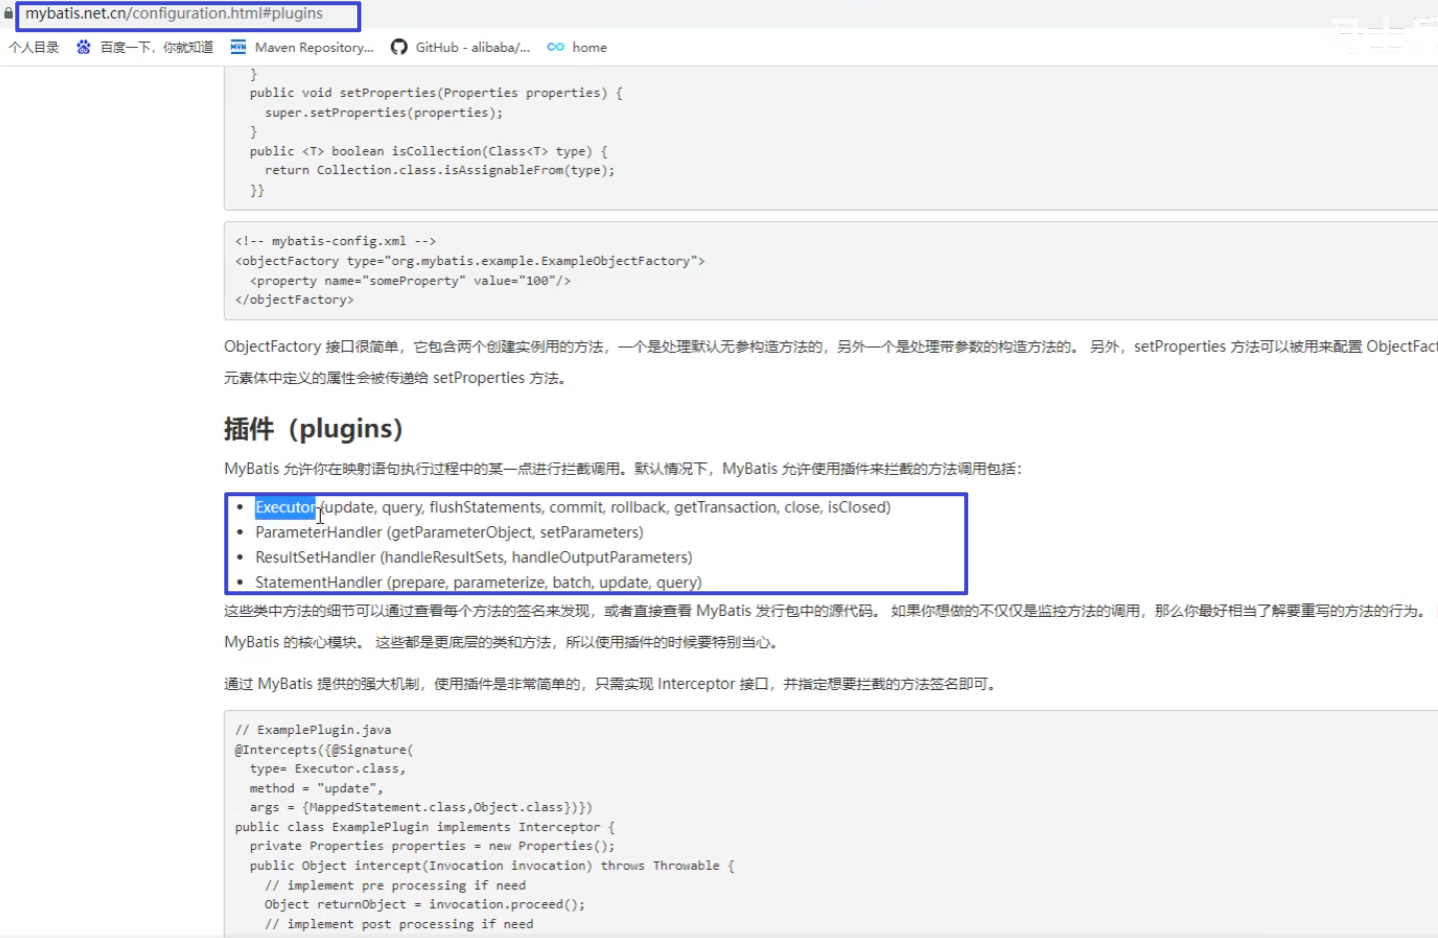 mybatis.net.cn/configuration.html#plugins
个人目录 百度一下，你就知道 MVN Maven Repository... GitHub - alibaba/... home
}
public void setProperties(Properties properties) {
super.setProperties(properties);
}
public <T> boolean isCollection(Class<T> type) {
return Collection.class.isAssignableFrom(type);
}}
<!-- mybatis-config.xml -->
<objectFactory type="org.mybatis.example.ExampleObjectFactory">
<property name="someProperty" value="100"/>
</objectFactory>
ObjectFactory 接口很简单，它包含两个创建实例用的方法，一个是处理默认无参构造方法的，另外一个是处理带参数的构造方法的。 另外，setProperties 方法可以被用来配置 ObjectFact
元素体中定义的属性会被传递给 setProperties 方法。
插件（plugins）
MyBatis 允许你在映射语句执行过程中的某一点进行拦截调用。默认情况下，MyBatis 允许使用插件来拦截的方法调用包括：
• Executor (update, query, flushStatements, commit, rollback, getTransaction, close, isClosed)
• ParameterHandler (getParameterObject, setParameters)
• ResultSetHandler (handleResultSets, handleOutputParameters)
• StatementHandler (prepare, parameterize, batch, update, query)
这些类中方法的细节可以通过查看每个方法的签名来发现，或者直接查看 MyBatis 发行包中的源代码。 如果你想做的不仅仅是监控方法的调用，那么你最好相当了解要重写的方法的行为。
MyBatis 的核心模块。 这些都是更底层的类和方法，所以使用插件的时候要特别当心。
通过 MyBatis 提供的强大机制，使用插件是非常简单的，只需实现 Interceptor 接口，并指定想要拦截的方法签名即可。
// ExamplePlugin.java
@Intercepts({@Signature(
type= Executor.class,
method = "update",
args = {MappedStatement.class,Object.class})})
public class ExamplePlugin implements Interceptor {
private Properties properties = new Properties();
public Object intercept(Invocation invocation) throws Throwable {
// implement pre processing if need
Object returnObject = invocation.proceed();
// implement post processing if need